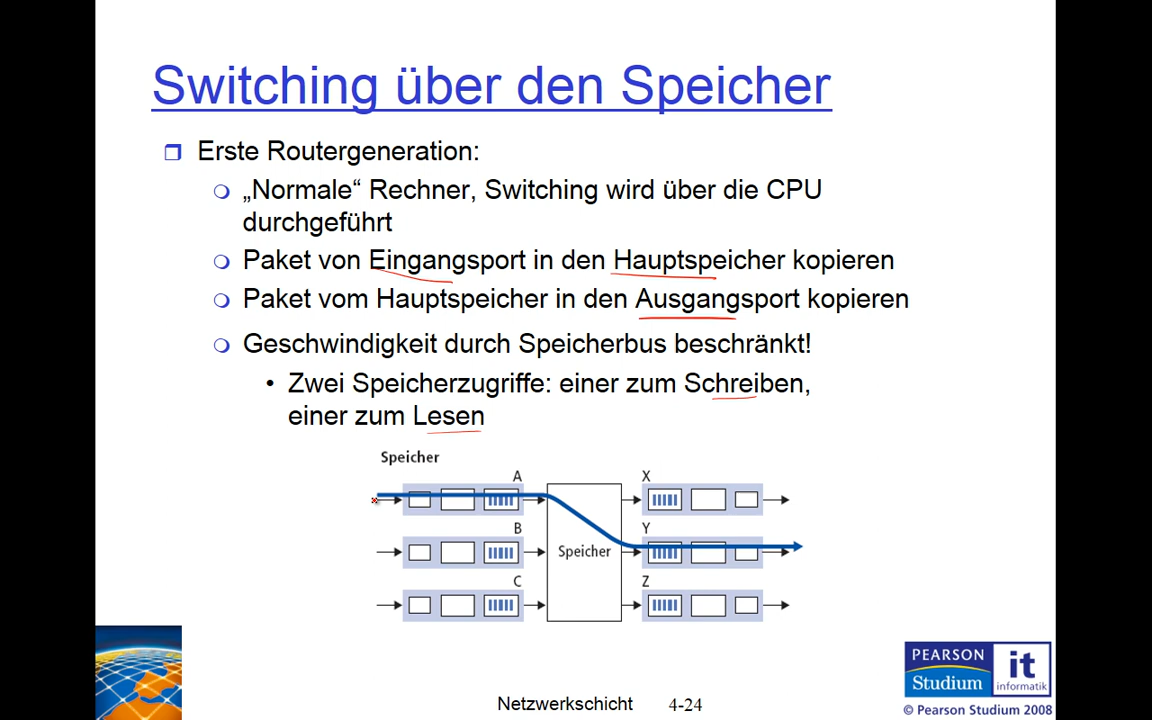 Switching über den Speicher
Erste Routergeneration:
„Normale“ Rechner, Switching wird über die CPU
durchgeführt
Paket von Eingangsport in den Hauptspeicher kopieren
Paket vom Hauptspeicher in den Ausgangsport kopieren
Geschwindigkeit durch Speicherbus beschränkt!
• Zwei Speicherzugriffe: einer zum Schreiben,
einer zum Lesen
Speicher
A
X
B
Y
Speicher
C
Z
PEARSON
Studium
it
informatik
Netzwerkschicht 4-24
© Pearson Studium 2008